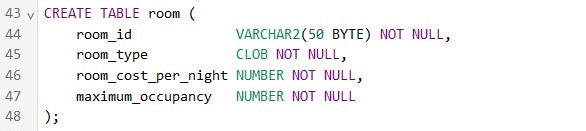 43 CREATE TABLE room (
44     room_id            VARCHAR2(50 BYTE) NOT NULL,
45     room_type          CLOB NOT NULL,
46     room_cost_per_night NUMBER NOT NULL,
47     maximum_occupancy  NUMBER NOT NULL
48 );